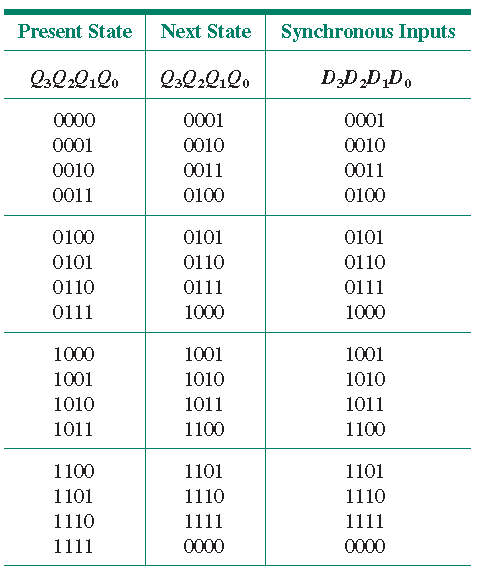 Present State Next State Synchronous Inputs
Q₃Q₂Q₁Q₀ Q₃Q₂Q₁Q₀ D₃D₂D₁D₀
0000 0001 0001
0001 0010 0010
0010 0011 0011
0011 0100 0100
0100 0101 0101
0101 0110 0110
0110 0111 0111
0111 1000 1000
1000 1001 1001
1001 1010 1010
1010 1011 1011
1011 1100 1100
1100 1101 1101
1101 1110 1110
1110 1111 1111
1111 0000 0000